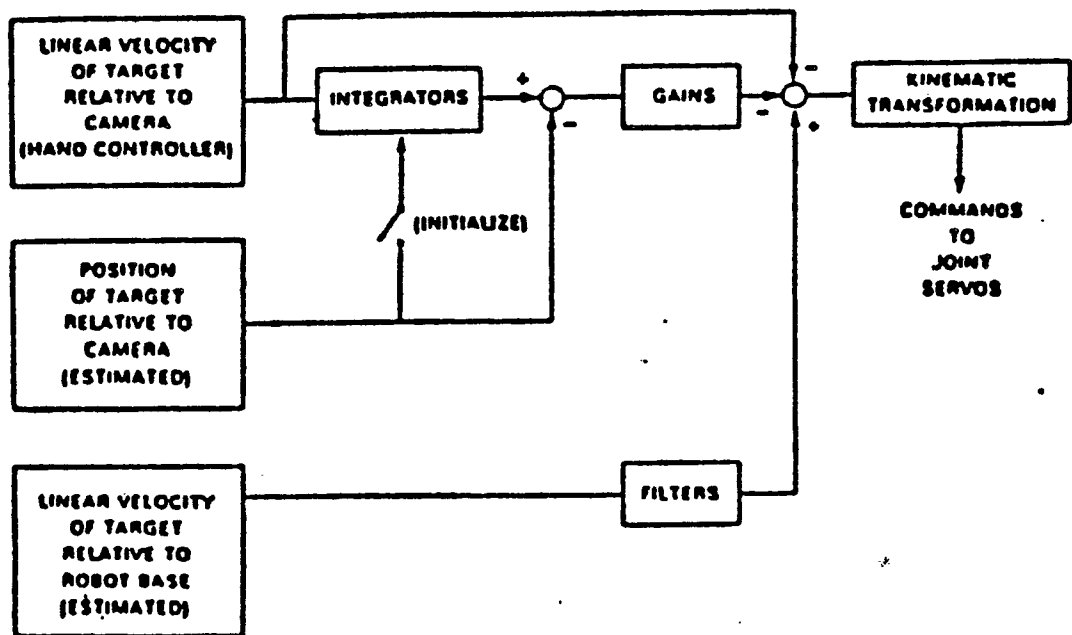 LINEAR VELOCITY
OF TARGET
RELATIVE TO
CAMERA
(HAND CONTROLLER)
INTEGRATORS
+
-
GAINS
-
-
+
KINEMATIC
TRANSFORMATION
COMMANDS
TO
JOINT
SERVOS
(INITIALIZE)
POSITION
OF TARGET
RELATIVE TO
CAMERA
(ESTIMATED)
LINEAR VELOCITY
OF TARGET
RELATIVE TO
ROBOT BASE
(ESTIMATED)
FILTERS